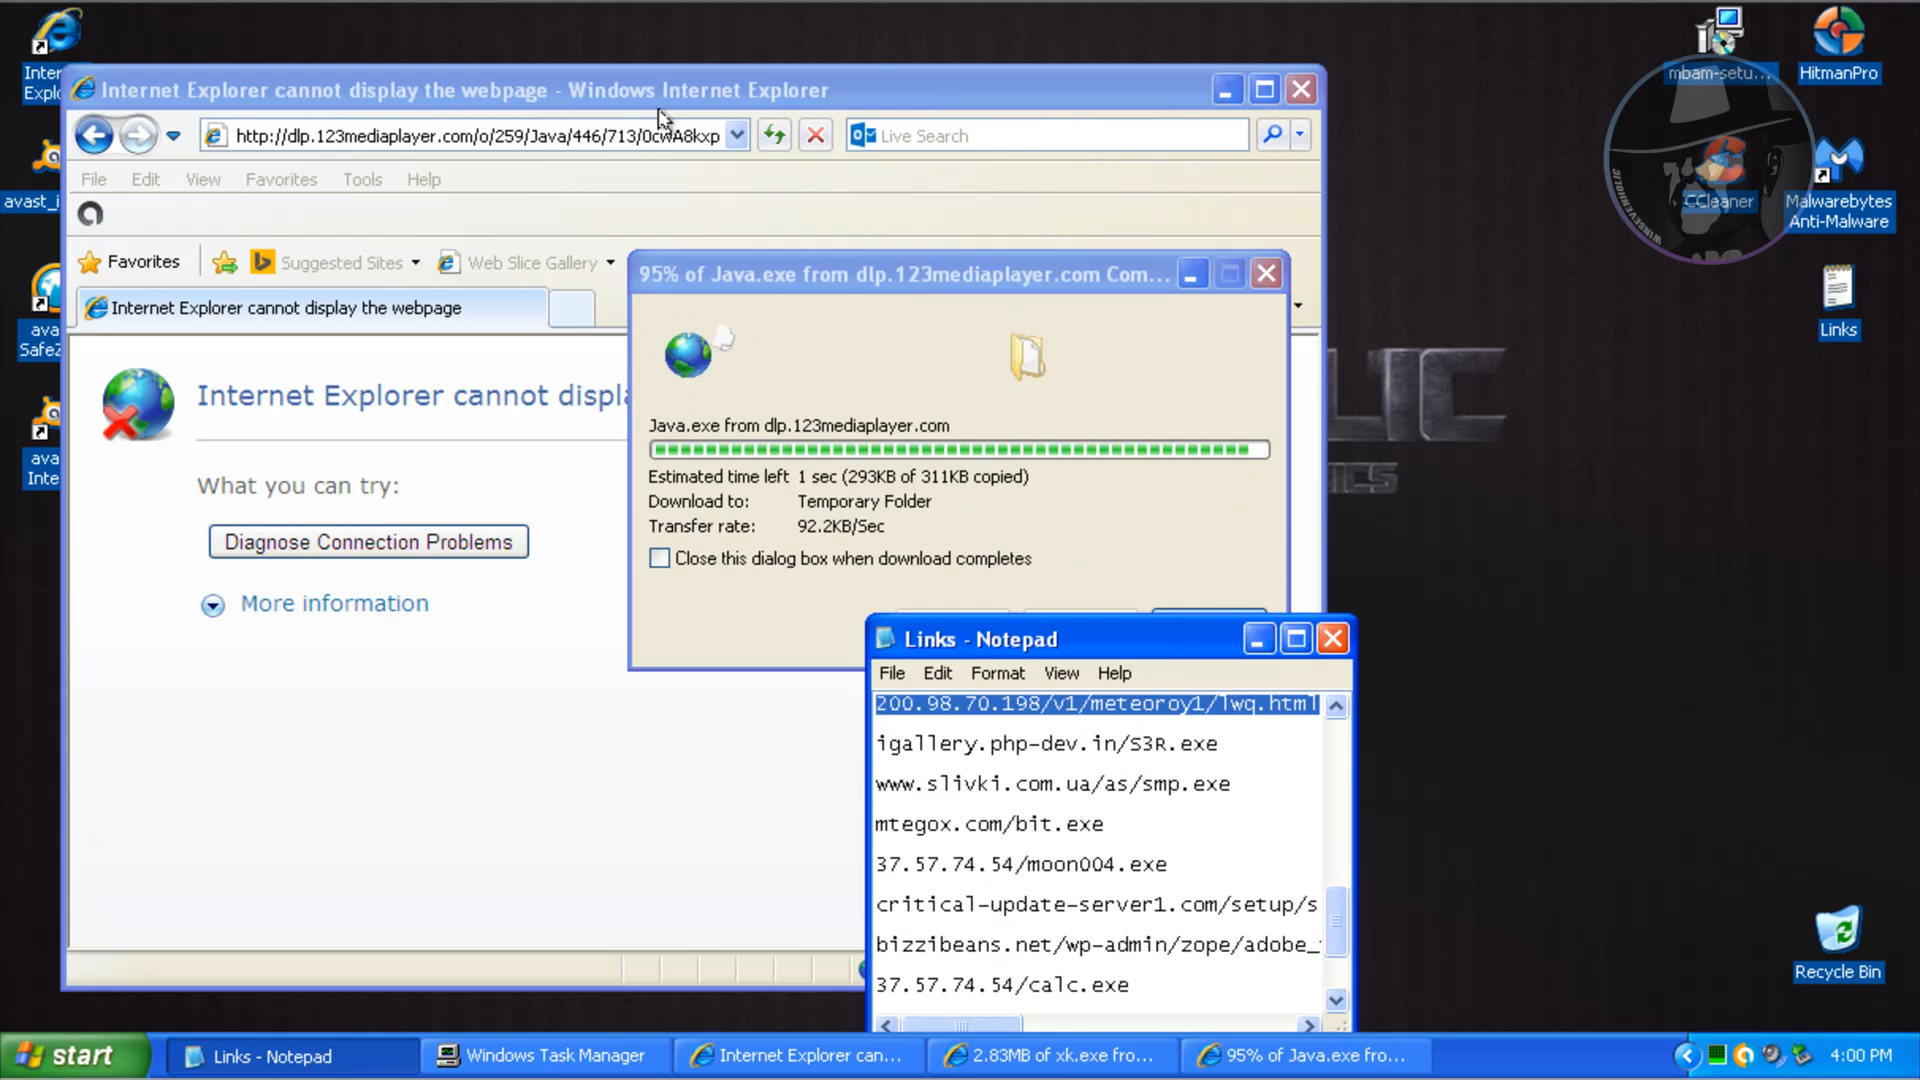 Internet Explorer cannot display the webpage - Windows Internet Explorer
http://dlp.123mediaplayer.com/o/259/Java/446/713/0cwA8kxp
Live Search
File Edit View Favorites Tools Help
Favorites Suggested Sites Web Slice Gallery
Internet Explorer cannot display the webpage
Internet Explorer cannot displ
What you can try:
Diagnose Connection Problems
More information
95% of Java.exe from dlp.123mediaplayer.com Com...
Java.exe from dlp.123mediaplayer.com
Estimated time left 1 sec (293KB of 311KB copied)
Download to: Temporary Folder
Transfer rate: 92.2KB/Sec
Close this dialog box when download completes
Links - Notepad
File Edit Format View Help
200.98.70.198/v1/meteoroy1/lwq.html
igallery.php-dev.in/S3R.exe
www.slivki.com.ua/as/smp.exe
mtegox.com/bit.exe
37.57.74.54/moon004.exe
critical-update-server1.com/setup/s
bizzibeans.net/wp-admin/zope/adobe_
37.57.74.54/calc.exe
Inter
Explo
avast_i
ava
SafeZ
ava
Inte
mbam-setu...
HitmanPro
CCleaner
Malwarebytes
Anti-Malware
WINSEVENHOLIC
Links
LIC
ICS
Recycle Bin
start
Links - Notepad
Windows Task Manager
Internet Explorer can...
2.83MB of xk.exe fro...
95% of Java.exe fro...
4:00 PM